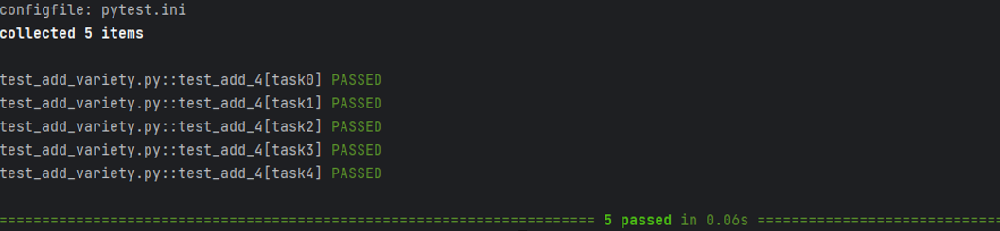 configfile: pytest.ini
collected 5 items
test_add_variety.py::test_add_4[task0] PASSED
test_add_variety.py::test_add_4[task1] PASSED
test_add_variety.py::test_add_4[task2] PASSED
test_add_variety.py::test_add_4[task3] PASSED
test_add_variety.py::test_add_4[task4] PASSED
====================================================================== 5 passed in 0.06s =============================